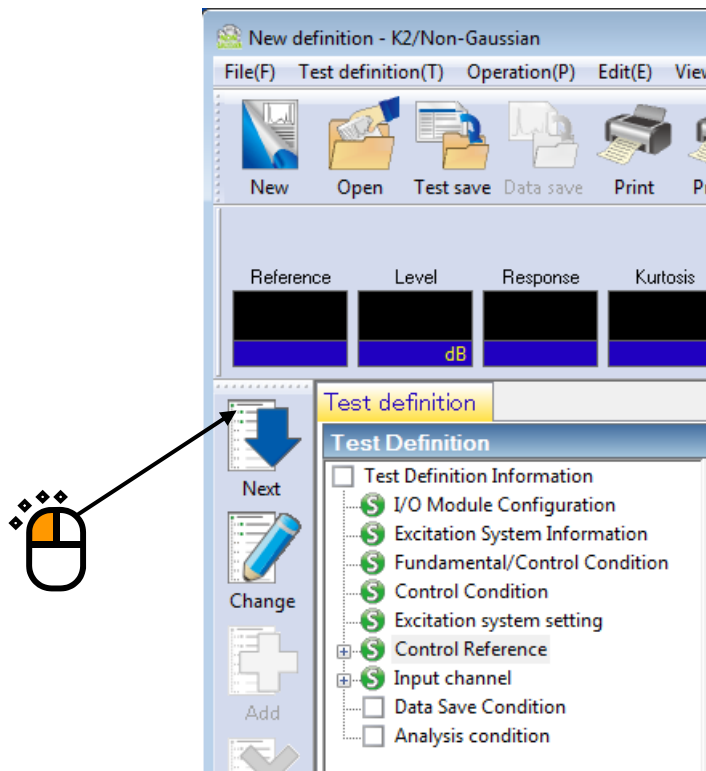 New definition - K2/Non-Gaussian
File(F) Test definition(T) Operation(P) Edit(E) View
New Open Test save Data save Print
Reference Level Response Kurtosis
dB
Test definition
Test Definition
Next
Test Definition Information
I/O Module Configuration
Excitation System Information
Fundamental/Control Condition
Change
Control Condition
Excitation system setting
Control Reference
Input channel
Add
Data Save Condition
Analysis condition